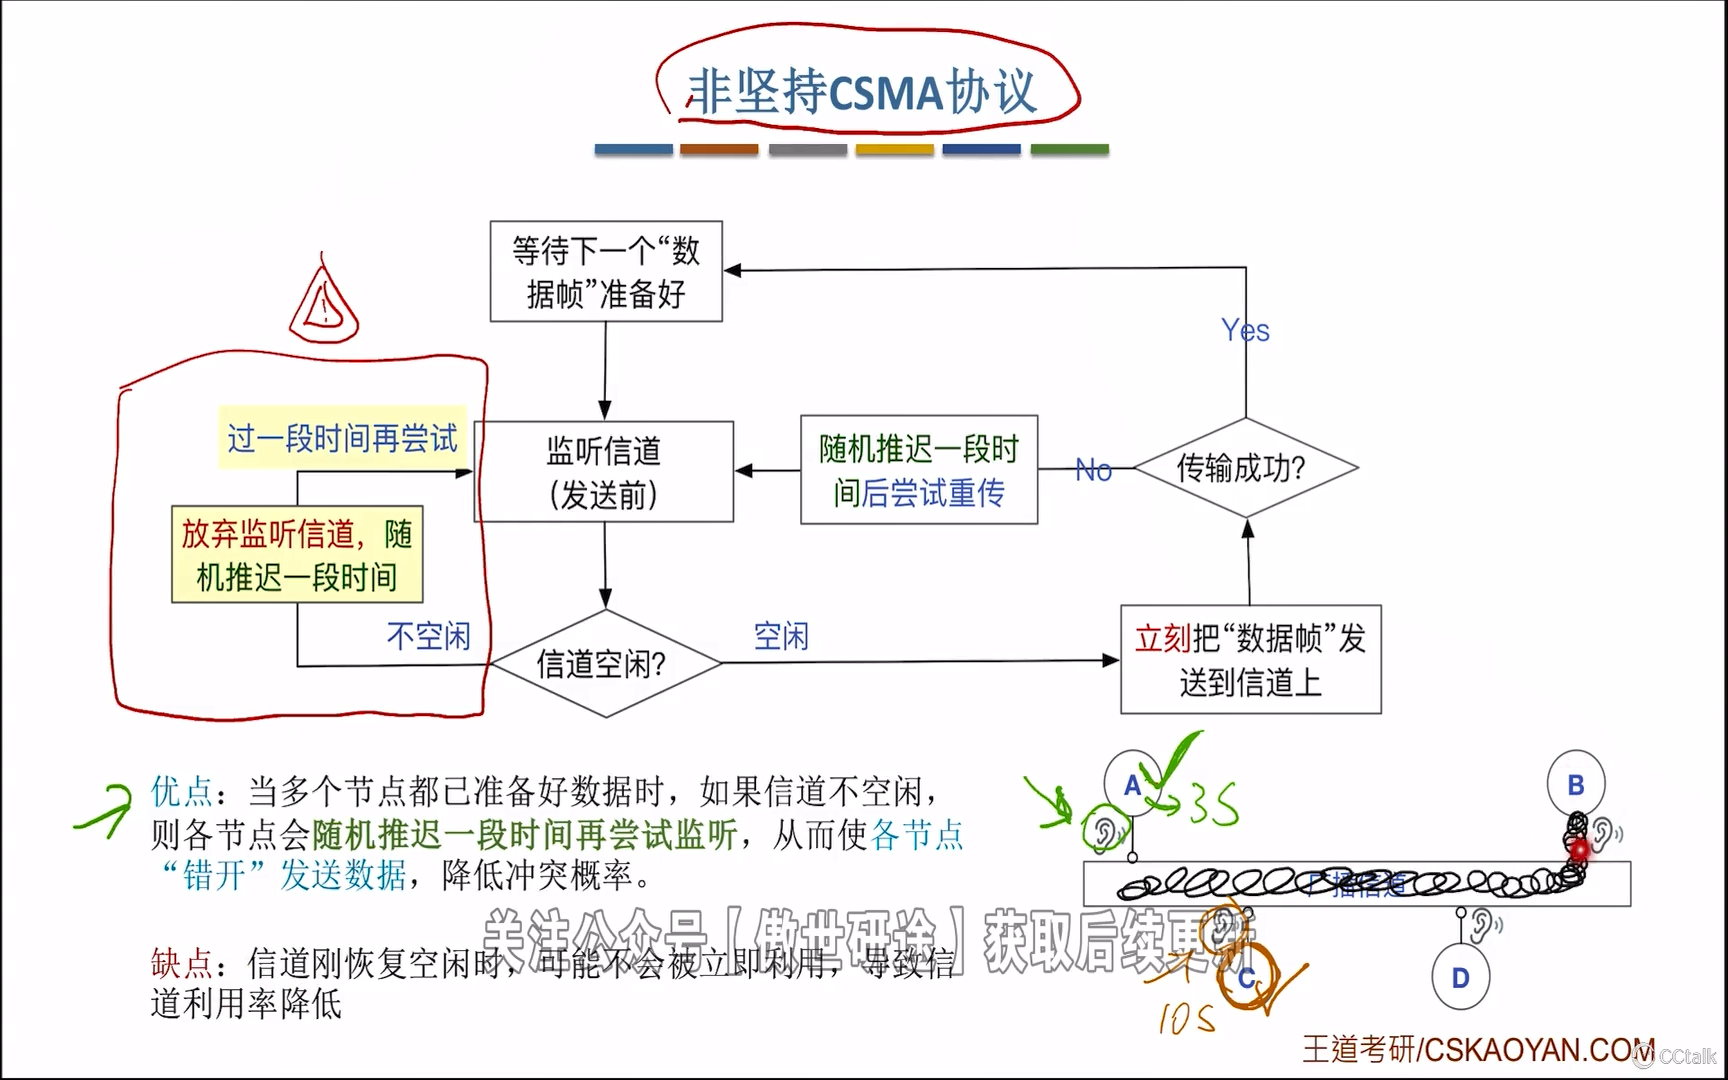 非坚持CSMA协议
等待下一个“数
据帧”准备好
Yes
过一段时间再尝试
监听信道
(发送前)
随机推迟一段时
间后尝试重传
No
传输成功?
放弃监听信道，随
机推迟一段时间
不空闲
信道空闲?
空闲
立刻把“数据帧”发
送到信道上
优点：当多个节点都已准备好数据时，如果信道不空闲，
则各节点会随机推迟一段时间再尝试监听，从而使各节点
“错开”发送数据，降低冲突概率。
缺点：信道刚恢复空闲时，可能不会被立即利用，导致信
道利用率降低
A
3S
B
广播信道
C
10S
D
关注公众号【傲世研途】获取后续更新
王道考研/CSKAOYAN.COM
CCtalk